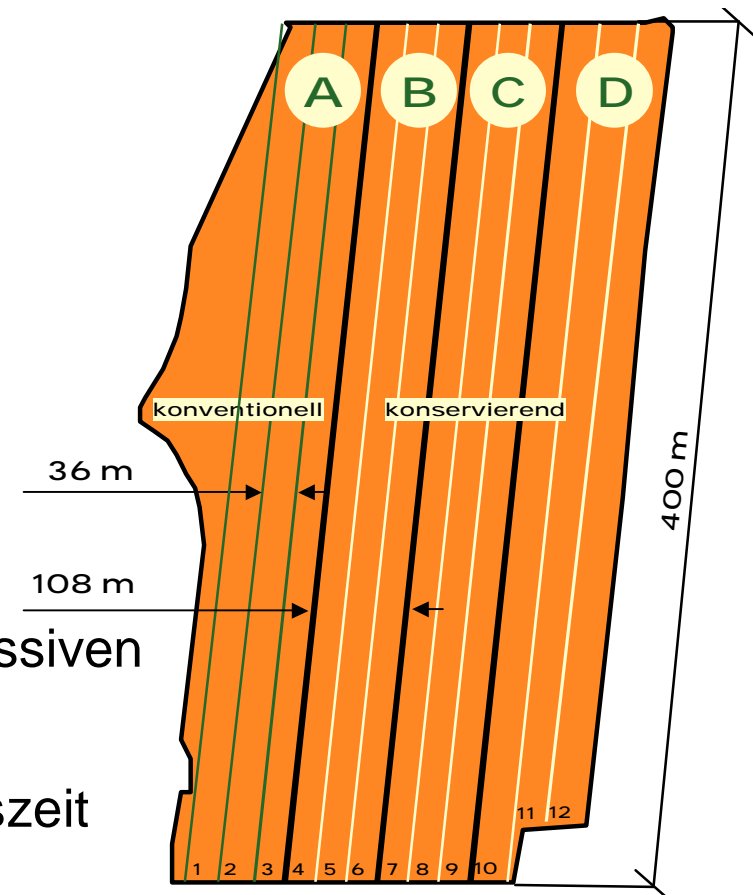 A B C D
konventionell konservierend
36 m
400 m
108 m
ssiven
szeit
11 12
1 2 3 4 5 6 7 8 9 10